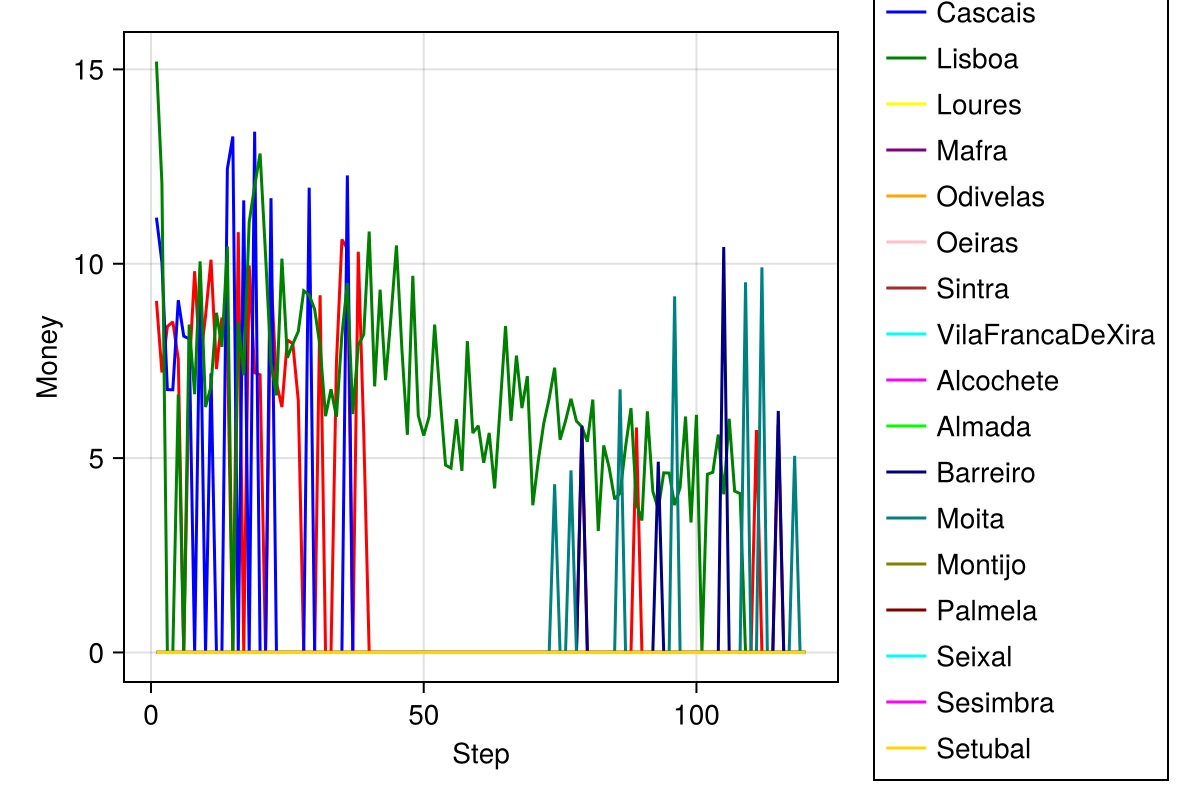 Cascais
Lisboa
Loures
Mafra
Odivelas
Oeiras
Sintra
VilaFrancaDeXira
Alcochete
Almada
Barreiro
Moita
Montijo
Palmela
Seixal
Sesimbra
Setubal
15
10
5
0
Money
0 50 100
Step